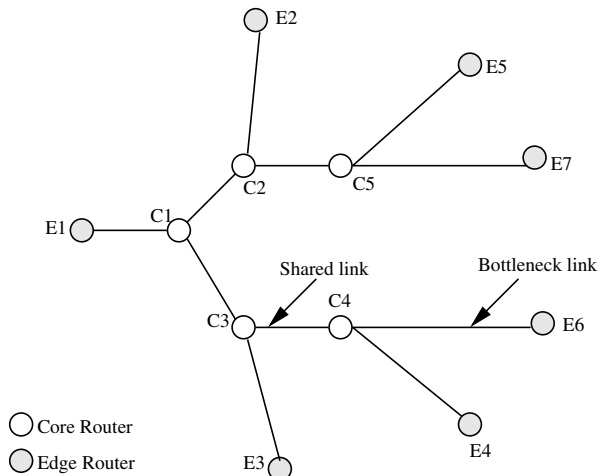 E2
E5
C2
C5
E7
C1
E1
Shared link
Bottleneck link
C4
C3
E6
Core Router
E4
Edge Router
E3